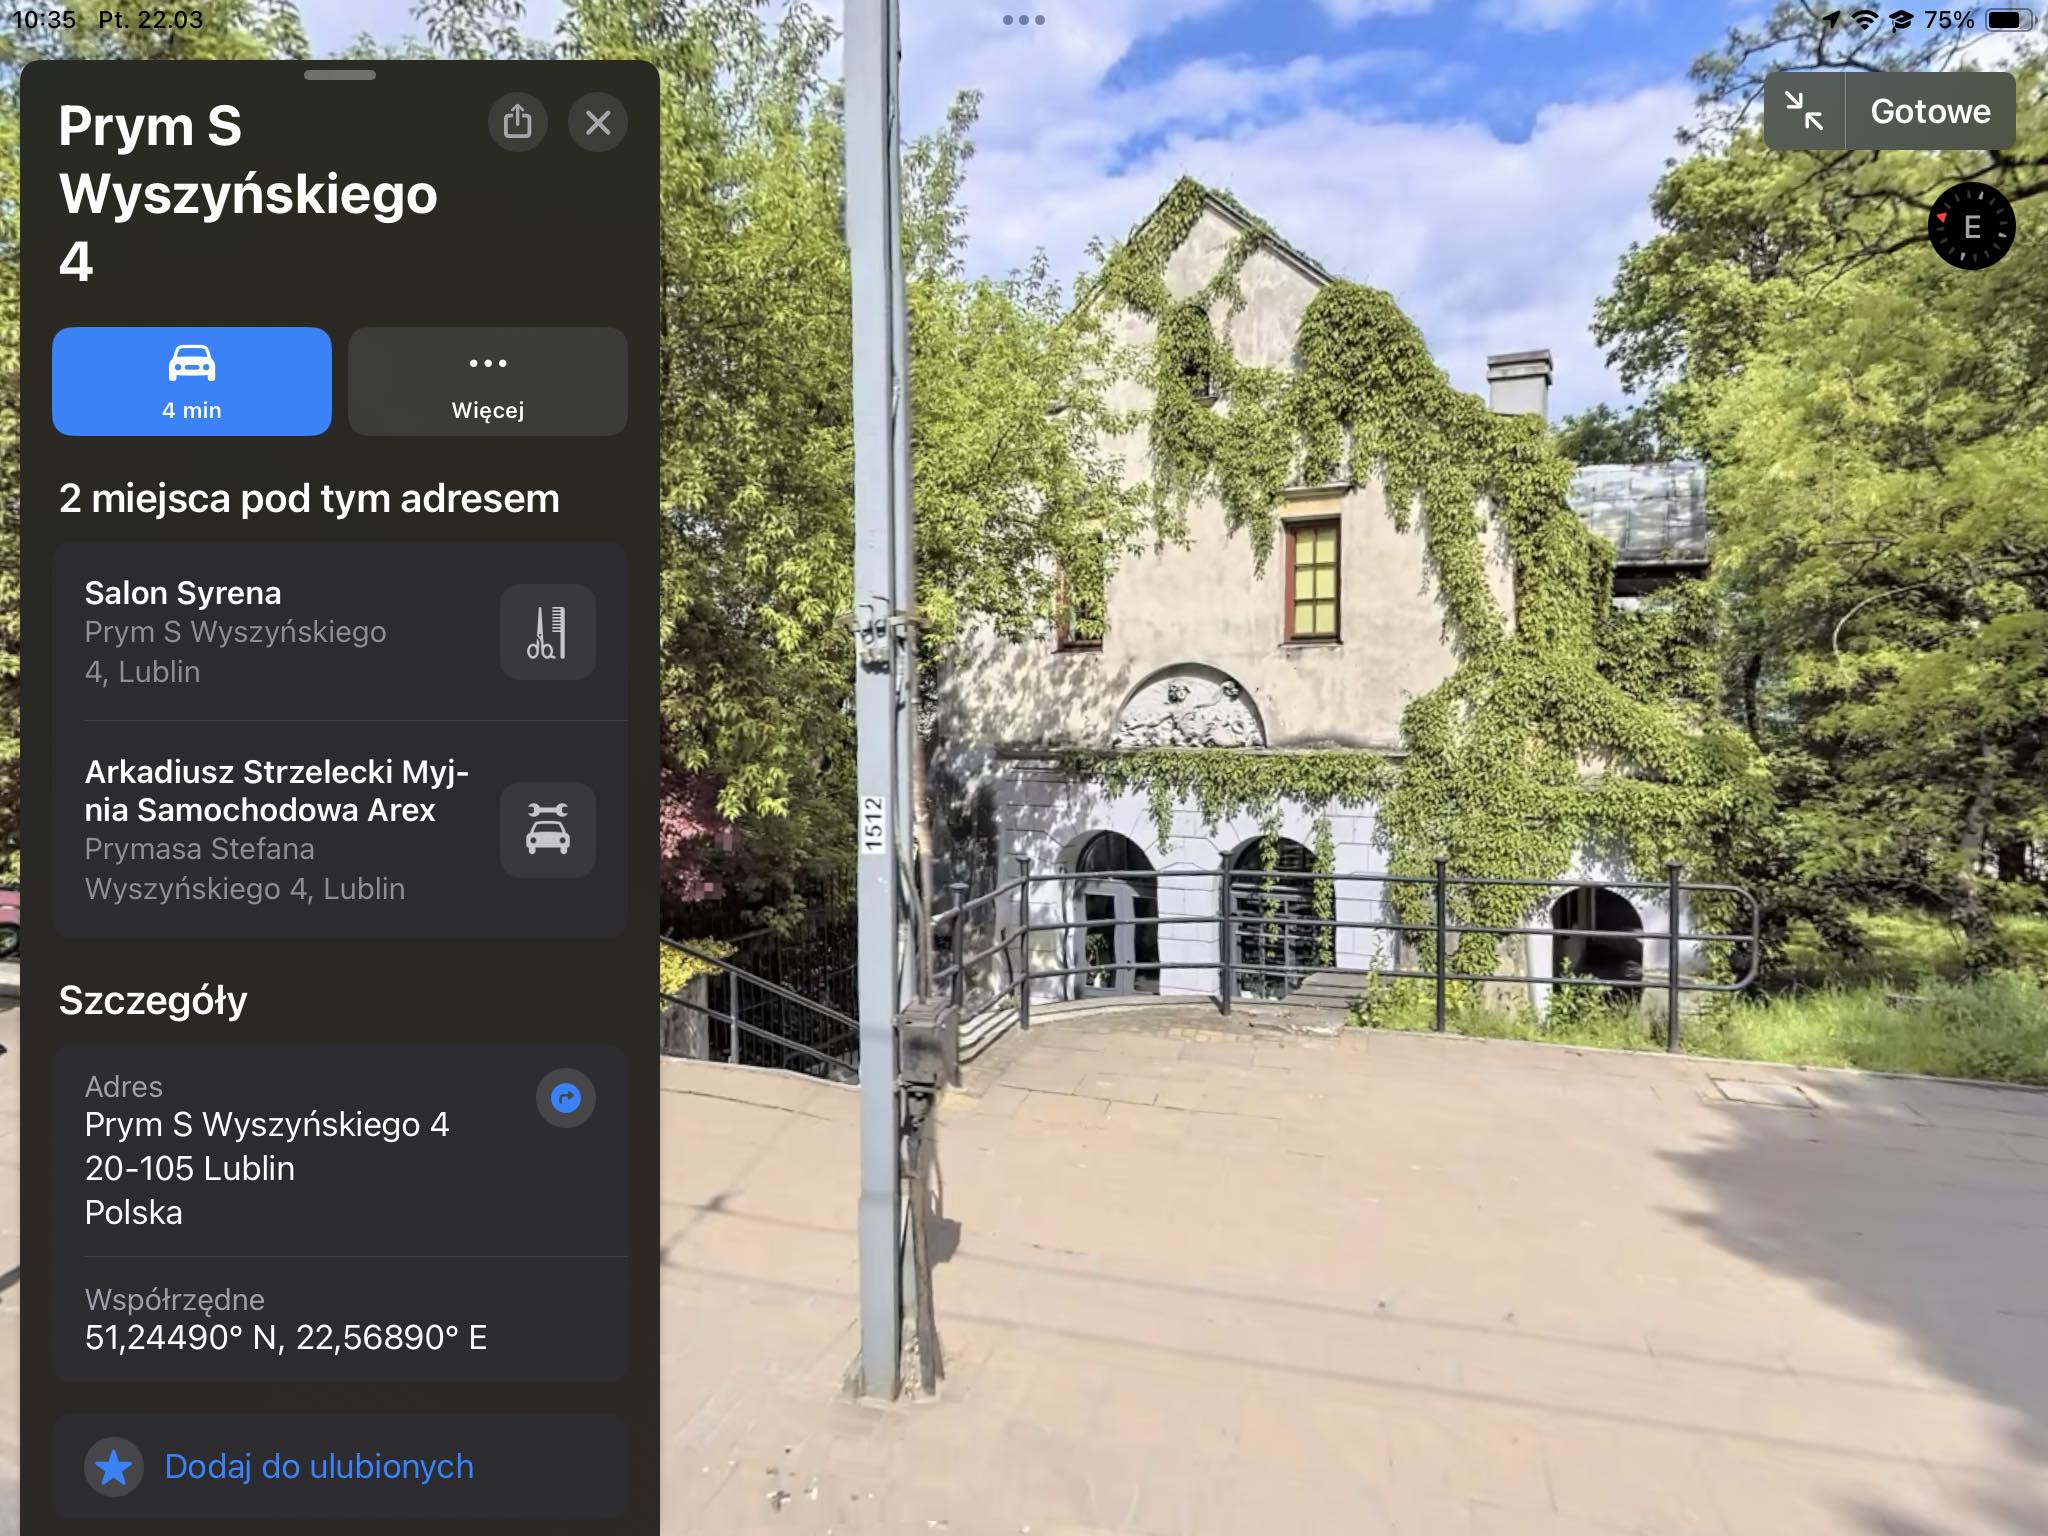 10:35 Pt. 22.03
75%
Prym S
Wyszyńskiego
4
4 min
Więcej
2 miejsca pod tym adresem
Salon Syrena
Prym S Wyszyńskiego
4, Lublin
Arkadiusz Strzelecki Myj-
nia Samochodowa Arex
Prymasa Stefana
Wyszyńskiego 4, Lublin
Szczegóły
Adres
Prym S Wyszyńskiego 4
20-105 Lublin
Polska
Współrzędne
51,24490° N, 22,56890° E
Dodaj do ulubionych
Gotowe
E
1512